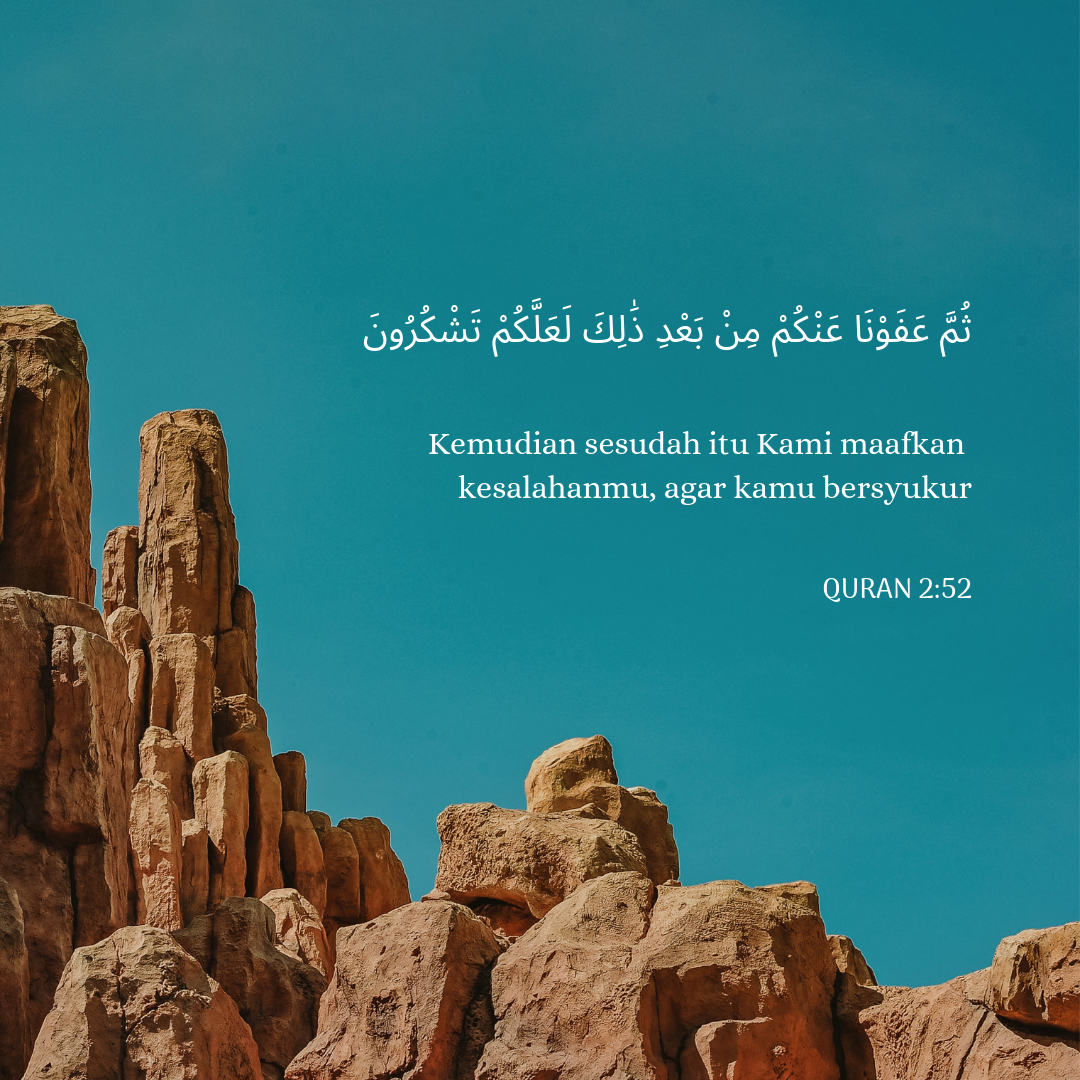 ثُمَّ عَفَوْنَا عَنْكُمْ مِنْ بَعْدِ ذَٰلِكَ لَعَلَّكُمْ تَشْكُرُونَ
Kemudian sesudah itu Kami maafkan
kesalahanmu, agar kamu bersyukur
QURAN 2:52